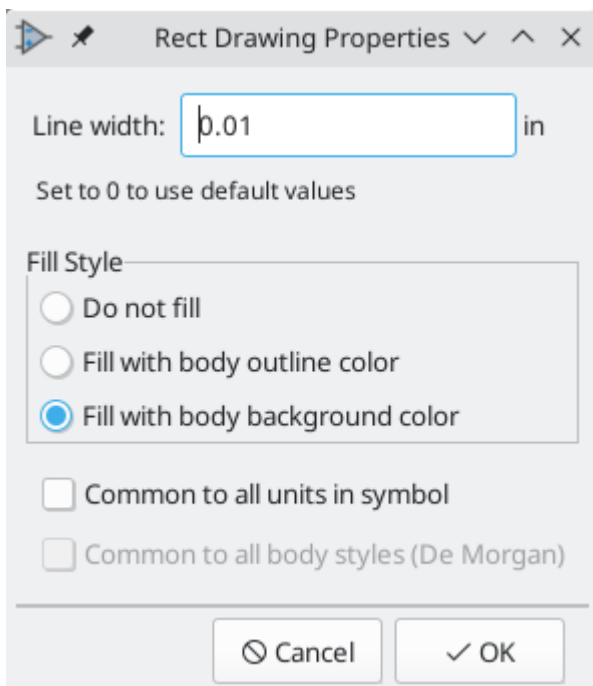 Rect Drawing Properties
Line width: 0.01 in
Set to 0 to use default values
Fill Style
Do not fill
Fill with body outline color
Fill with body background color
Common to all units in symbol
Common to all body styles (De Morgan)
Cancel OK